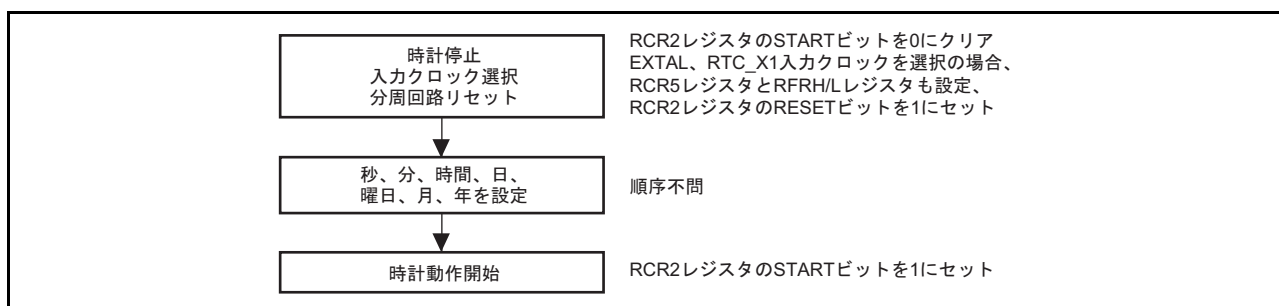 時計停止
入力クロック選択
分周回路リセット
RCR2レジスタのSTARTビットを0にクリア
EXTAL、RTC_X1入力クロックを選択の場合、
RCR5レジスタとRFRH/Lレジスタも設定、
RCR2レジスタのRESETビットを1にセット
秒、分、時間、日、
曜日、月、年を設定
順序不問
時計動作開始
RCR2レジスタのSTARTビットを1にセット